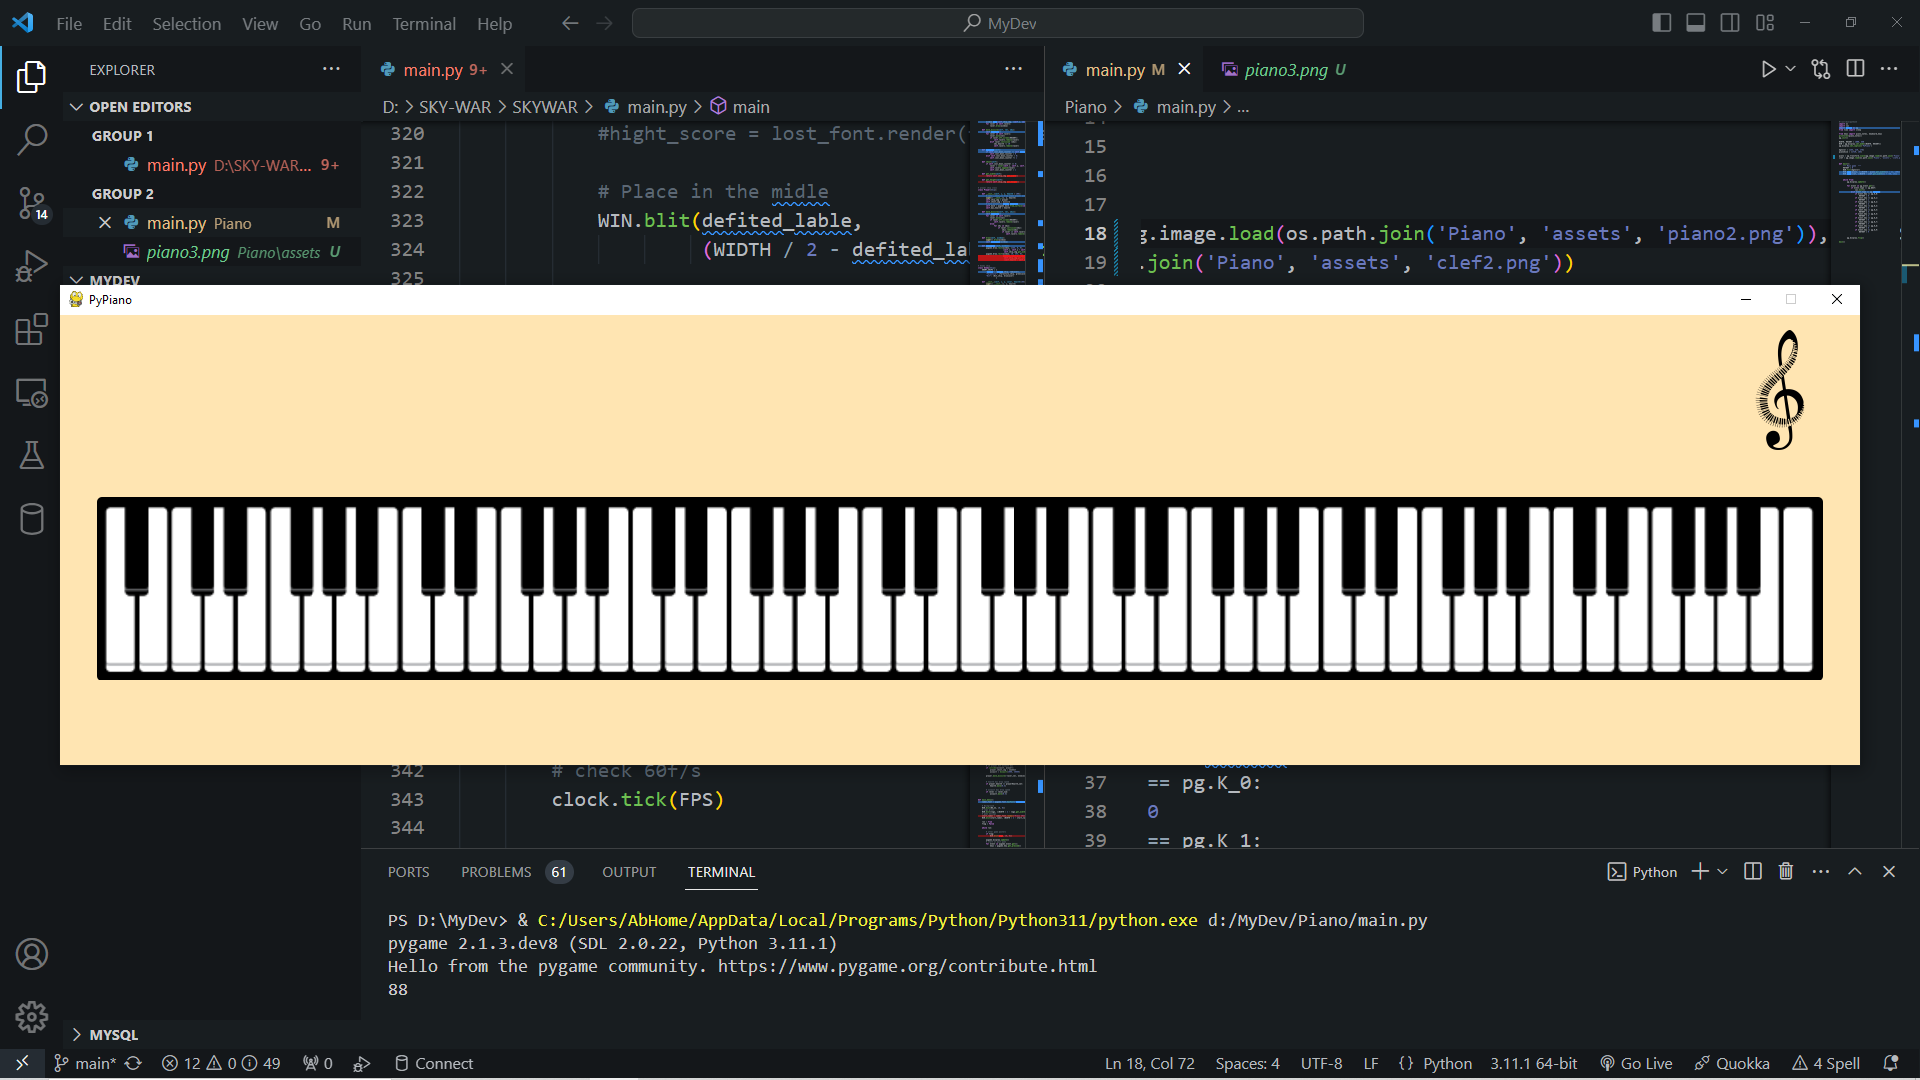 File Edit Selection View Go Run Terminal Help
MyDev
EXPLORER
OPEN EDITORS
GROUP 1
main.py D:\SKY-WAR... 9+
GROUP 2
main.py Piano M
piano3.png Piano\assets U
MYDEV
MYSQL
14
main.py 9+
D: > SKY-WAR > SKYWAR > main.py > main
320 #hight_score = lost_font.render(
321
322 # Place in the midle
323 WIN.blit(defited_lable,
324 (WIDTH / 2 - defited_la
325
main.py M
piano3.png U
Piano > main.py > ...
15
16
17
18 g.image.load(os.path.join('Piano', 'assets', 'piano2.png')),
19 .join('Piano', 'assets', 'clef2.png'))
PyPiano
342 # check 60f/s
343 clock.tick(FPS)
344
37 == pg.K_0:
38 0
39 == pg.K_1:
PORTS PROBLEMS 61 OUTPUT TERMINAL
Python
PS D:\MyDev> & C:/Users/AbHome/AppData/Local/Programs/Python/Python311/python.exe d:/MyDev/Piano/main.py
pygame 2.1.3.dev8 (SDL 2.0.22, Python 3.11.1)
Hello from the pygame community. https://www.pygame.org/contribute.html
88
main* 12 0 49 0 Connect
Ln 18, Col 72 Spaces: 4 UTF-8 LF {} Python 3.11.1 64-bit Go Live Quokka 4 Spell